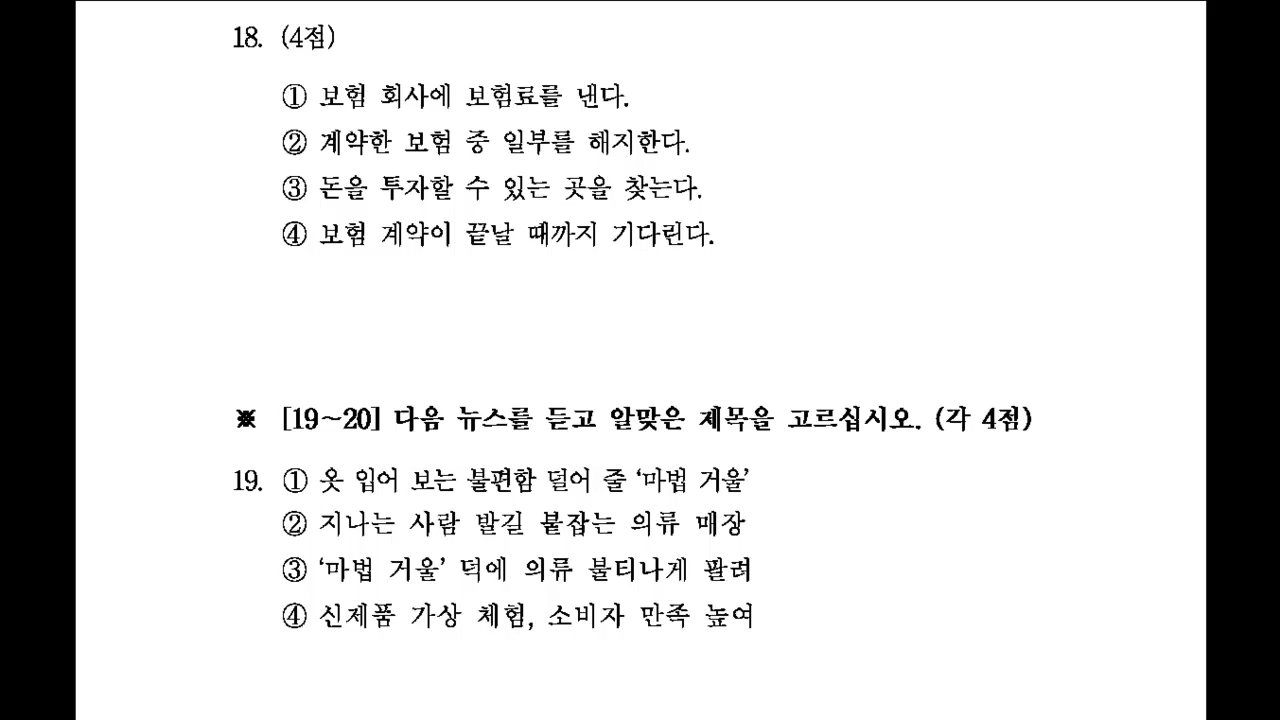 18. (4점)
① 보험 회사에 보험료를 낸다.
② 계약한 보험 중 일부를 해지한다.
③ 돈을 투자할 수 있는 곳을 찾는다.
④ 보험 계약이 끝날 때까지 기다린다.
※ [19~20] 다음 뉴스를 듣고 알맞은 제목을 고르십시오. (각 4점)
19. ① 옷 입어 보는 불편함 덜어 줄 ‘마법 거울’
② 지나는 사람 발길 붙잡는 의류 매장
③ ‘마법 거울’ 덕에 의류 불티나게 팔려
④ 신제품 가상 체험, 소비자 만족 높여